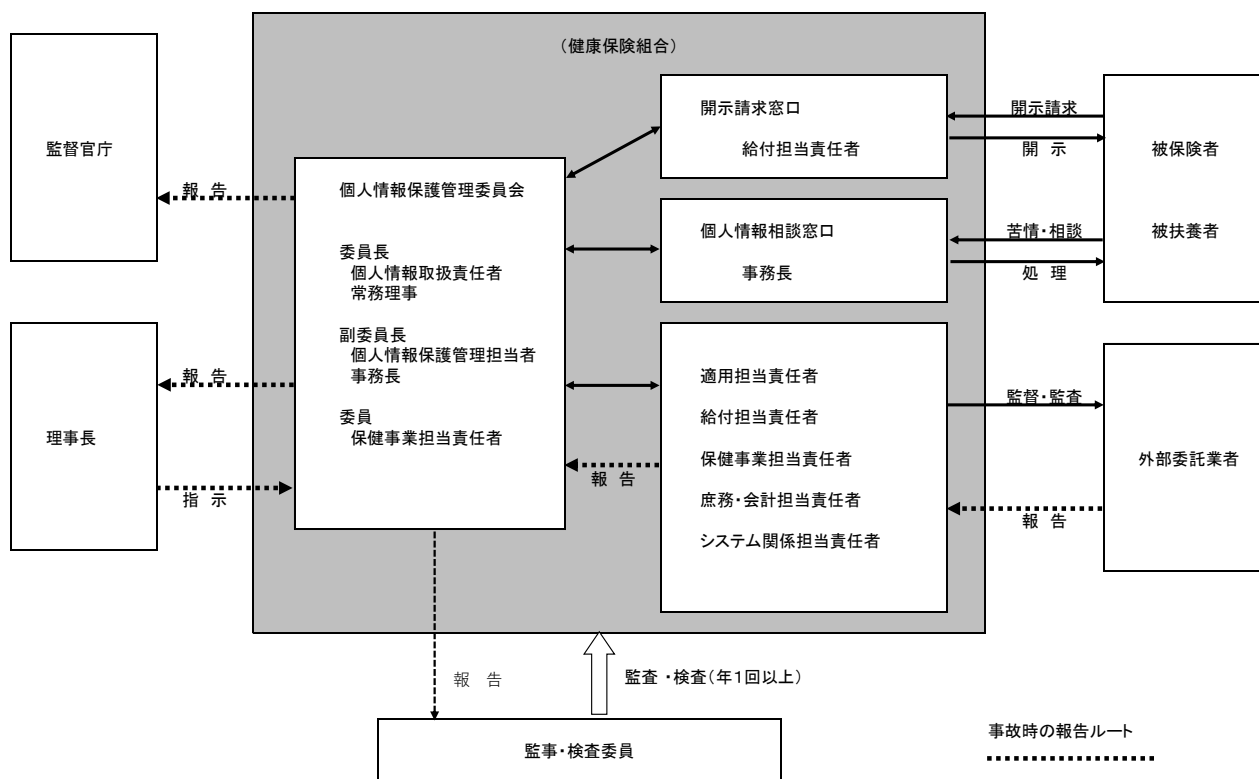 (健康保険組合)
監督官庁
報 告
理事長
報 告
指 示
個人情報保護管理委員会
委員長
個人情報取扱責任者
常務理事
副委員長
個人情報保護管理担当者
事務長
委員
保健事業担当責任者
開示請求窓口
給付担当責任者
個人情報相談窓口
事務長
適用担当責任者
給付担当責任者
保健事業担当責任者
庶務・会計担当責任者
システム関係担当責任者
報 告
開示請求
開 示
苦情・相談
処 理
被保険者
被扶養者
監督・監査
報 告
外部委託業者
報 告
監査・検査(年1回以上)
監事・検査委員
事故時の報告ルート